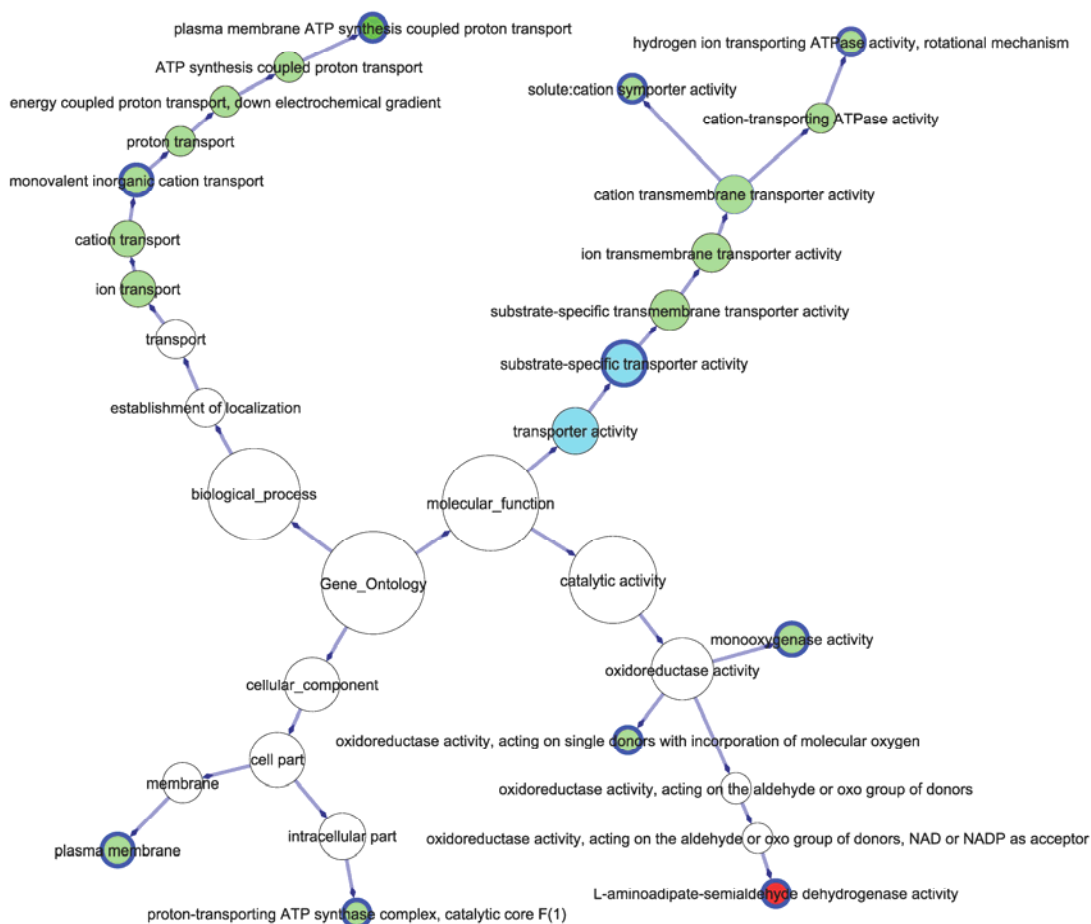 plasma membrane ATP synthesis coupled proton transport
ATP synthesis coupled proton transport
energy coupled proton transport, down electrochemical gradient
proton transport
monovalent inorganic cation transport
cation transport
ion transport
transport
establishment of localization
biological_process
hydrogen ion transporting ATPase activity, rotational mechanism
solute:cation symporter activity
cation-transporting ATPase activity
cation transmembrane transporter activity
ion transmembrane transporter activity
substrate-specific transmembrane transporter activity
substrate-specific transporter activity
transporter activity
molecular_function
Gene_Ontology
catalytic activity
monooxygenase activity
oxidoreductase activity
oxidoreductase activity, acting on single donors with incorporation of molecular oxygen
oxidoreductase activity, acting on the aldehyde or oxo group of donors
oxidoreductase activity, acting on the aldehyde or oxo group of donors, NAD or NADP as acceptor
L-aminoadipate-semialdehyde dehydrogenase activity
cellular_component
cell part
membrane
plasma membrane
intracellular part
proton-transporting ATP synthase complex, catalytic core F(1)